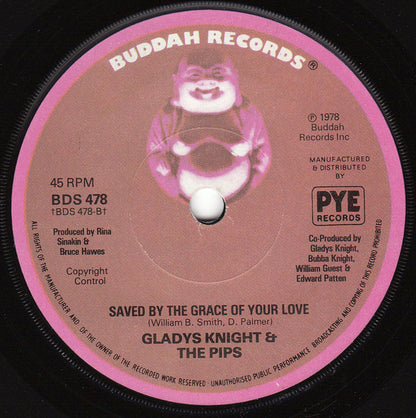 BUDDAH RECORDS®
℗ 1978
Buddah
Records Inc
MANUFACTURED
& DISTRIBUTED
BY
PYE
RECORDS
45 RPM
BDS 478
†BDS 478-B†
Produced by Rina
Sinakin &
Bruce Hawes
Copyright
Control
Co-Produced by
Gladys Knight,
Bubba Knight,
William Guest &
Edward Patten
SAVED BY THE GRACE OF YOUR LOVE
(William B. Smith, D. Palmer)
GLADYS KNIGHT &
THE PIPS
ALL RIGHTS OF THE MANUFACTURER AND OF THE OWNER OF THE RECORDED WORK RESERVED UNAUTHORISED PUBLIC PERFORMANCE BROADCASTING AND COPYING OF THIS RECORD PROHIBITED